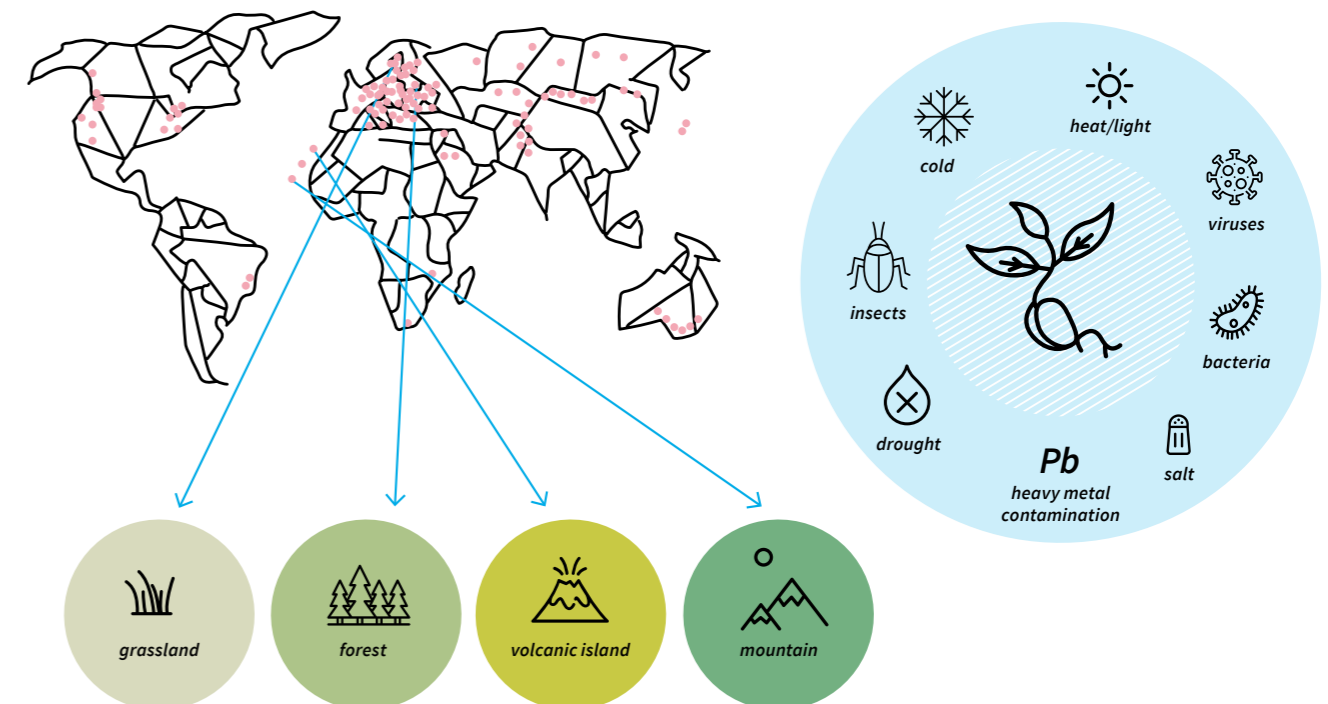 heat/light
cold
viruses
insects
bacteria
drought
Pb
heavy metal
contamination
salt
grassland
forest
volcanic island
mountain